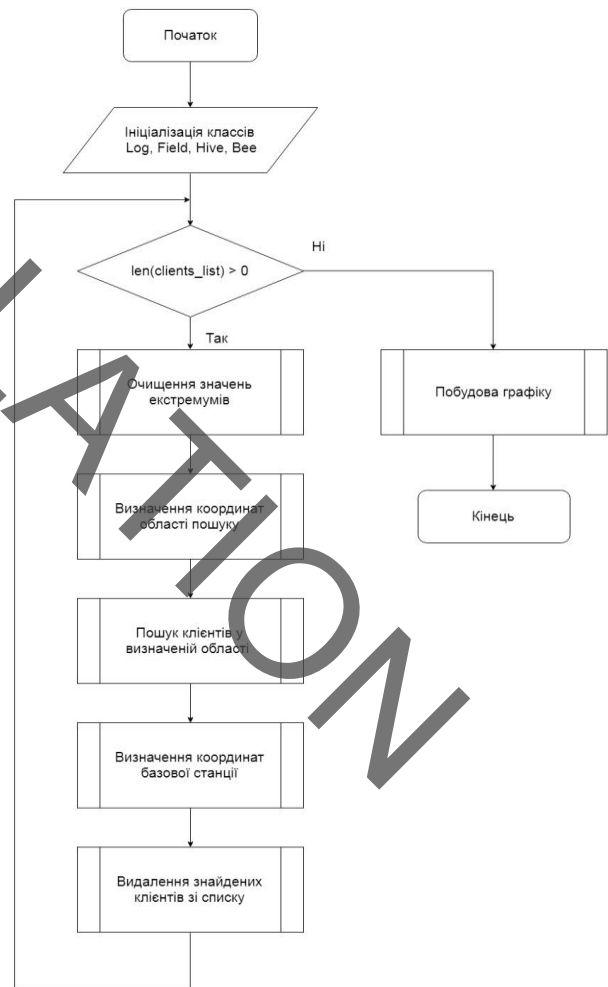 Початок
Ініціалізація классів
Log, Field, Hive, Bee
len(clients_list) > 0
Ні
Так
Очищення значень
екстремумів
Побудова графіку
Визначення координат
області пошуку
Кінець
Пошук клієнтів у
визначеній області
Визначення координат
базової станції
Видалення знайдених
клієнтів зі списку
ATION